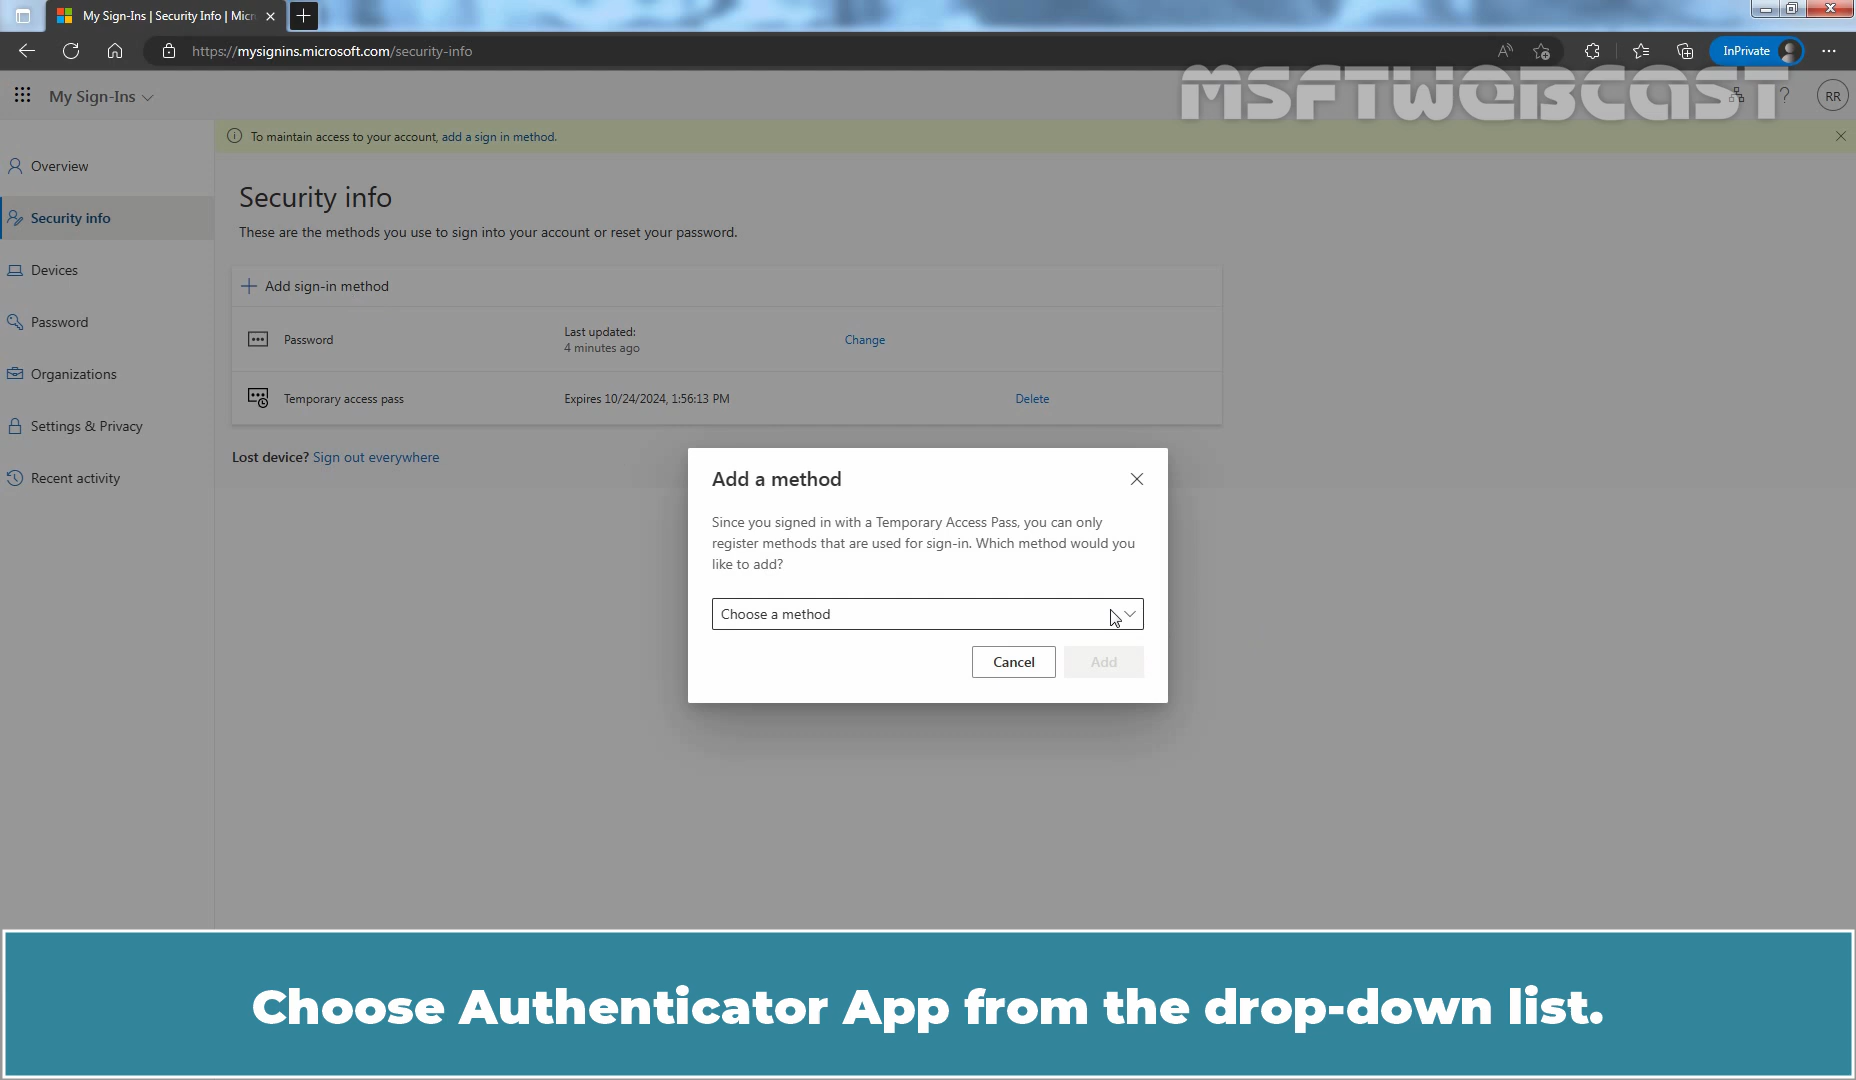 My Sign-Ins | Security Info | Micr
https://mysignins.microsoft.com/security-info
InPrivate
My Sign-Ins
MSFTWEBCAST
RR
To maintain access to your account, add a sign in method.
Overview
Security info
Devices
Password
Organizations
Settings & Privacy
Recent activity
Security info
These are the methods you use to sign into your account or reset your password.
Add sign-in method
Password
Last updated:
4 minutes ago
Change
Temporary access pass
Expires 10/24/2024, 1:56:13 PM
Delete
Lost device? Sign out everywhere
Add a method
Since you signed in with a Temporary Access Pass, you can only
register methods that are used for sign-in. Which method would you
like to add?
Choose a method
Cancel
Add
Choose Authenticator App from the drop-down list.